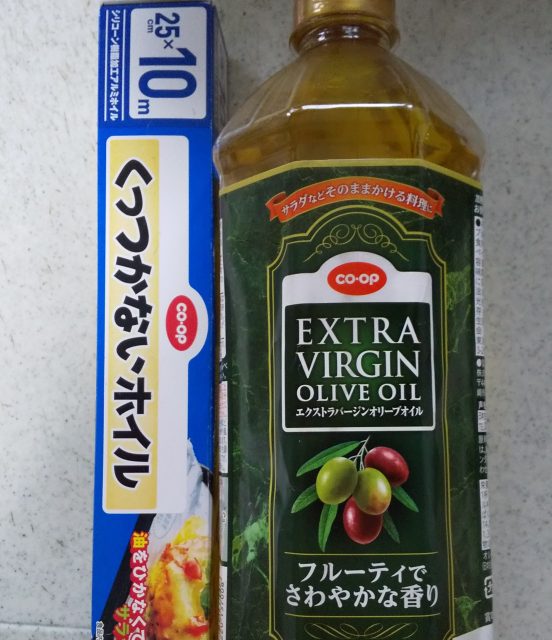 25cm×10m
シリコーン樹脂加工アルミホイル
くっつかないホイル
CO-OP
油をひかなくて
サラダなどそのままかける料理に
CO-OP
EXTRA
VIRGIN
OLIVE OIL
エクストラバージンオリーブオイル
フルーティで
さわやかな香り